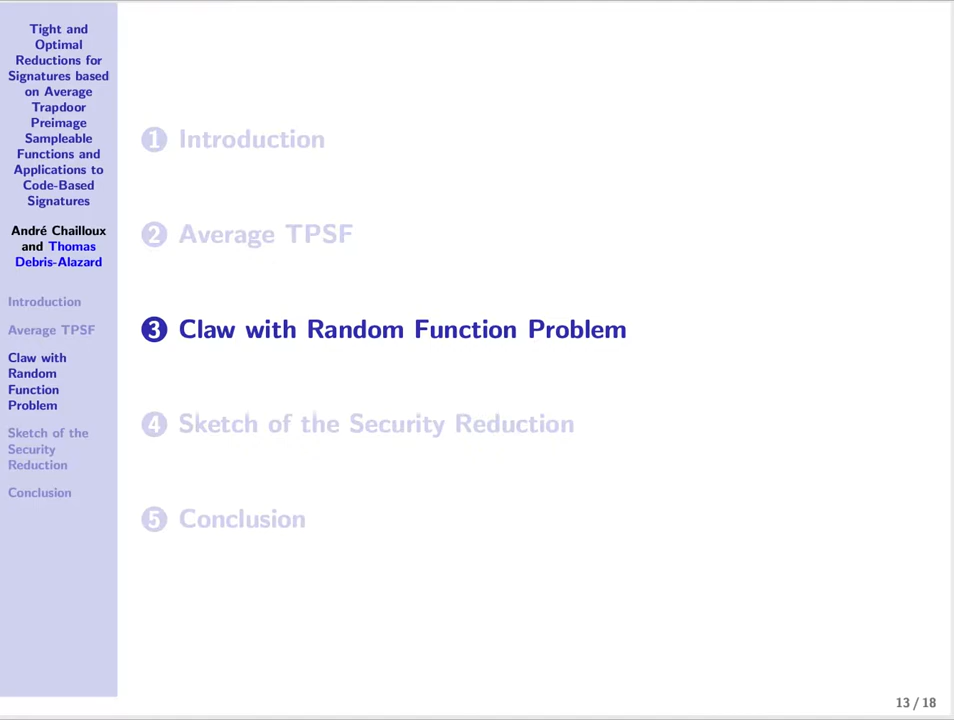 Tight and
Optimal
Reductions for
Signatures based
on Average
Trapdoor
Preimage
Sampleable
Functions and
Applications to
Code-Based
Signatures
André Chailloux
and Thomas
Debris-Alazard
Introduction
Average TPSF
Claw with
Random
Function
Problem
Sketch of the
Security
Reduction
Conclusion
1 Introduction
2 Average TPSF
3 Claw with Random Function Problem
4 Sketch of the Security Reduction
5 Conclusion
13 / 18